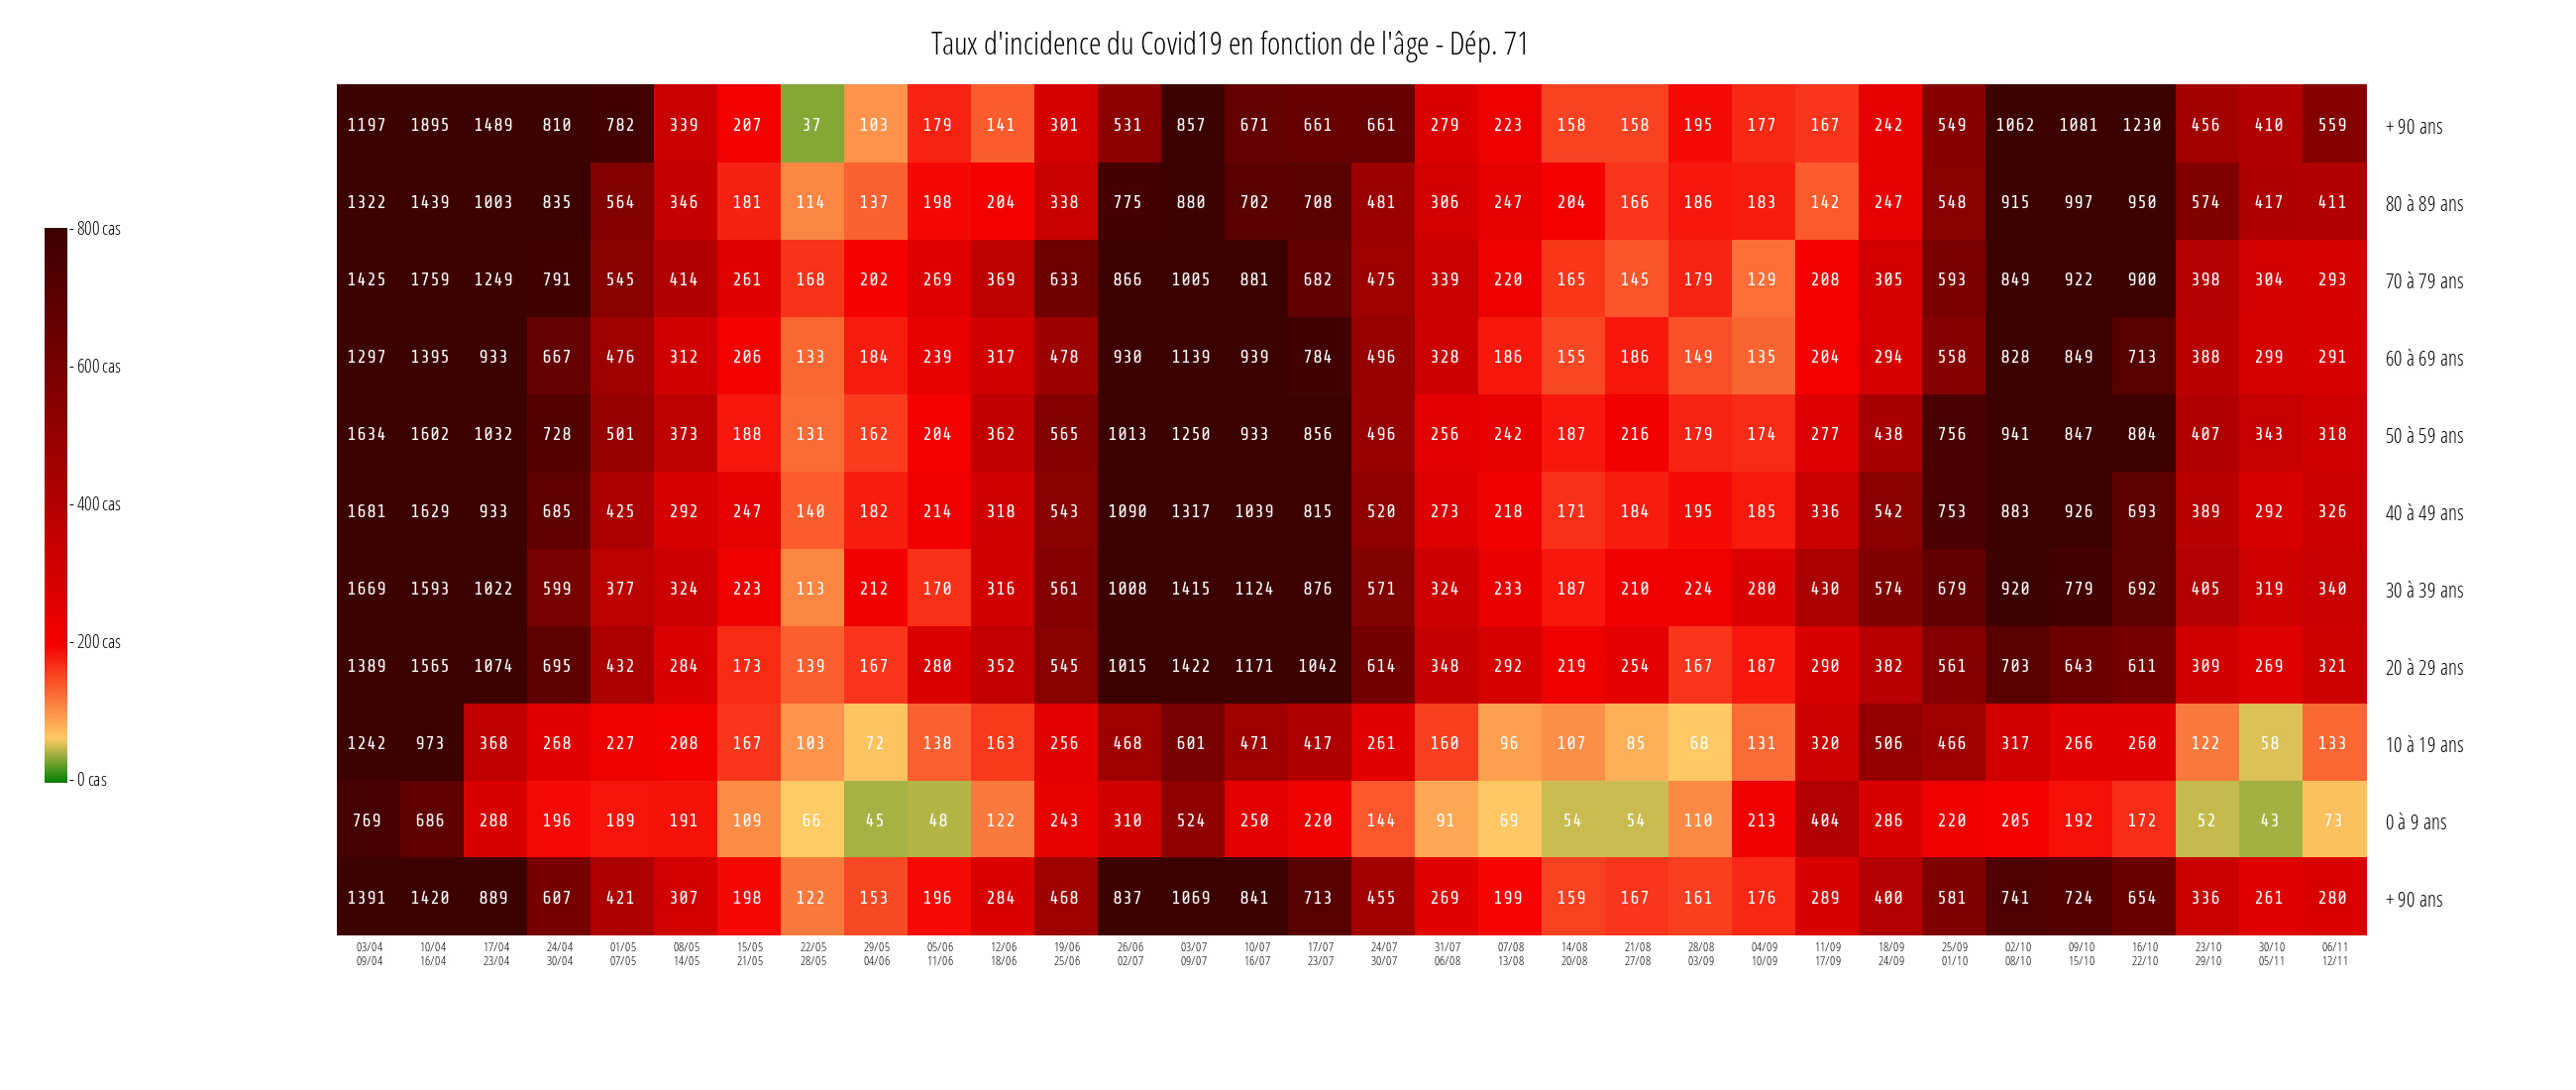 Taux d'incidence du Covid19 en fonction de l'âge - Dép. 71
1197 1895 1489 810 782 339 207 37 103 179 141 301 531 857 671 661 661 279 223 158 158 195 177 167 242 549 1062 1081 1230 456 410 559 + 90 ans
1322 1439 1003 835 564 346 181 114 137 198 204 338 775 880 702 708 481 306 247 204 166 186 183 142 247 548 915 997 950 574 417 411 80 à 89 ans
- 800 cas
1425 1759 1249 791 545 414 261 168 202 269 369 633 866 1005 881 682 475 339 220 165 145 179 129 208 305 593 849 922 900 398 304 293 70 à 79 ans
1297 1395 933 667 476 312 206 133 184 239 317 478 930 1139 939 784 496 328 186 155 186 149 135 204 294 558 828 849 713 388 299 291 60 à 69 ans
- 600 cas
1634 1602 1032 728 501 373 188 131 162 204 362 565 1013 1250 933 856 496 256 242 187 216 179 174 277 438 756 941 847 804 407 343 318 50 à 59 ans
- 400 cas
1681 1629 933 685 425 292 247 140 182 214 318 543 1090 1317 1039 815 520 273 218 171 184 195 185 336 542 753 883 926 693 389 292 326 40 à 49 ans
1669 1593 1022 599 377 324 223 113 212 170 316 561 1008 1415 1124 876 571 324 233 187 210 224 280 430 574 679 920 779 692 405 319 340 30 à 39 ans
- 200 cas
1389 1565 1074 695 432 284 173 139 167 280 352 545 1015 1422 1171 1042 614 348 292 219 254 167 187 290 382 561 703 643 611 309 269 321 20 à 29 ans
1242 973 368 268 227 208 167 103 72 138 163 256 468 601 471 417 261 160 96 107 85 68 131 320 506 466 317 266 260 122 58 133 10 à 19 ans
- 0 cas
769 686 288 196 189 191 109 66 45 48 122 243 310 524 250 220 144 91 69 54 54 110 213 404 286 220 205 192 172 52 43 73 0 à 9 ans
1391 1420 889 607 421 307 198 122 153 196 284 468 837 1069 841 713 455 269 199 159 167 161 176 289 400 581 741 724 654 336 261 280 + 90 ans
03/04 10/04 17/04 24/04 01/05 08/05 15/05 22/05 29/05 05/06 12/06 19/06 26/06 03/07 10/07 17/07 24/07 31/07 07/08 14/08 21/08 28/08 04/09 11/09 18/09 25/09 02/10 09/10 16/10 23/10 30/10 06/11
09/04 16/04 23/04 30/04 07/05 14/05 21/05 28/05 04/06 11/06 18/06 25/06 02/07 09/07 16/07 23/07 30/07 06/08 13/08 20/08 27/08 03/09 10/09 17/09 24/09 01/10 08/10 15/10 22/10 29/10 05/11 12/11